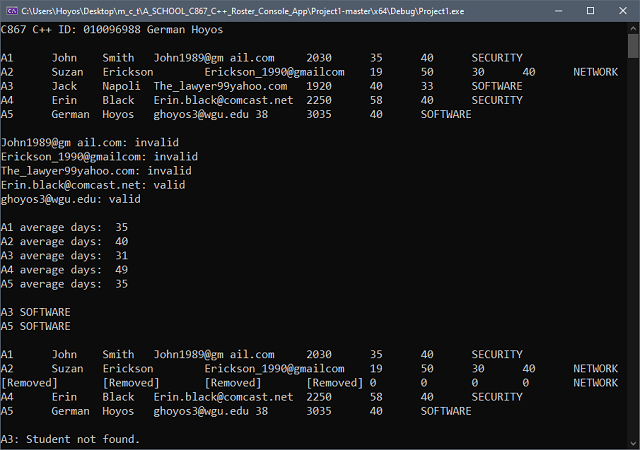 C:\Users\Hoyos\Desktop\m_c_t\A_SCHOOL_C867_C++_Roster_Console_App\Project1-master\x64\Debug\Project1.exe
C867 C++ ID: 010096988 German Hoyos
A1 John Smith John1989@gm ail.com 2030 35 40 SECURITY
A2 Suzan Erickson Erickson_1990@gmailcom 19 50 30 40 NETWORK
A3 Jack Napoli The_lawyer99yahoo.com 1920 40 33 SOFTWARE
A4 Erin Black Erin.black@comcast.net 2250 58 40 SECURITY
A5 German Hoyos ghoyos3@wgu.edu 38 3035 40 SOFTWARE
John1989@gm ail.com: invalid
Erickson_1990@gmailcom: invalid
The_lawyer99yahoo.com: invalid
Erin.black@comcast.net: valid
ghoyos3@wgu.edu: valid
A1 average days: 35
A2 average days: 40
A3 average days: 31
A4 average days: 49
A5 average days: 35
A3 SOFTWARE
A5 SOFTWARE
A1 John Smith John1989@gm ail.com 2030 35 40 SECURITY
A2 Suzan Erickson Erickson_1990@gmailcom 19 50 30 40 NETWORK
[Removed] [Removed] [Removed] [Removed] 0 0 0 0 NETWORK
A4 Erin Black Erin.black@comcast.net 2250 58 40 SECURITY
A5 German Hoyos ghoyos3@wgu.edu 38 3035 40 SOFTWARE
A3: Student not found.